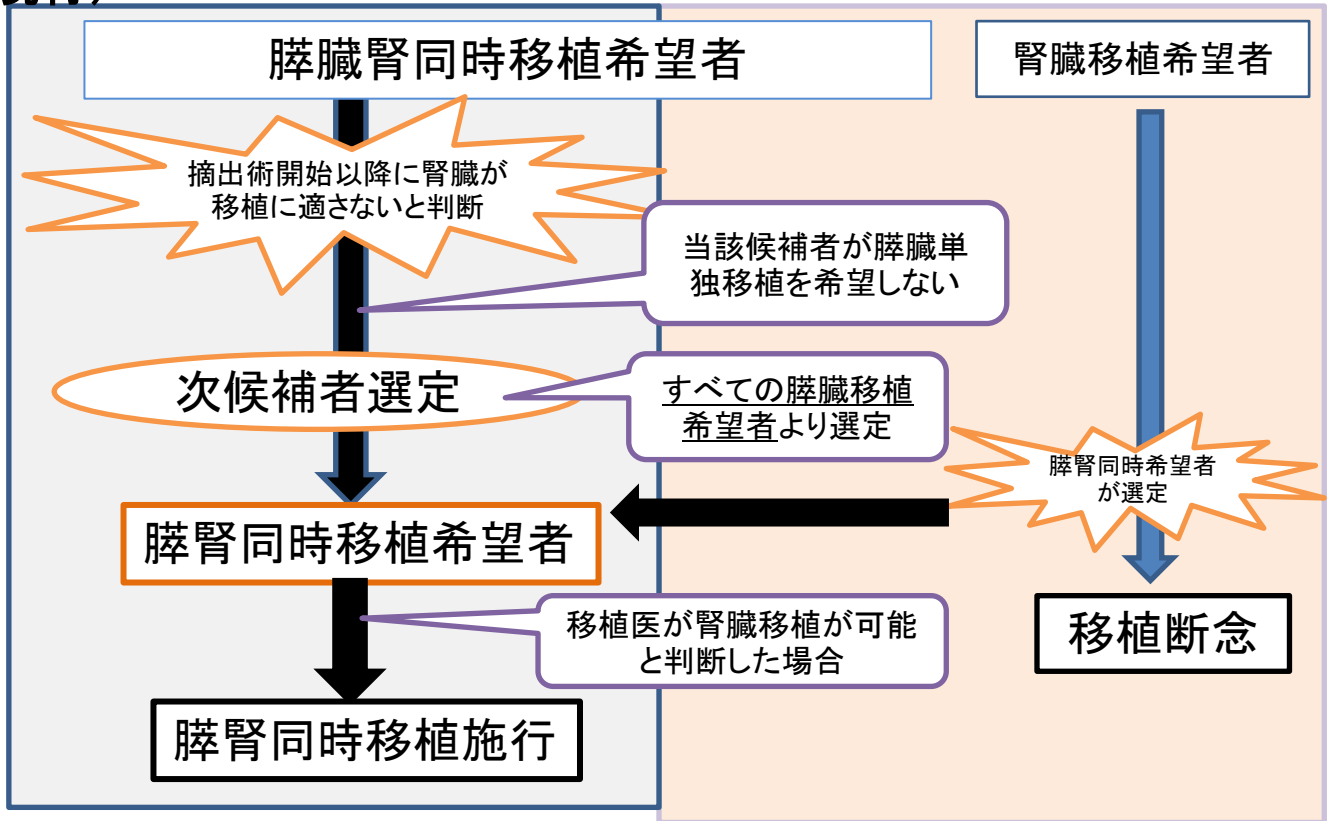 膵臓腎同時移植希望者
腎臓移植希望者
摘出術開始以降に腎臓が
移植に適さないと判断
当該候補者が膵臓単
独移植を希望しない
次候補者選定
すべての膵臓移植
希望者より選定
膵腎同時希望者
が選定
膵腎同時移植希望者
移植医が腎臓移植が可能
と判断した場合
移植断念
膵腎同時移植施行